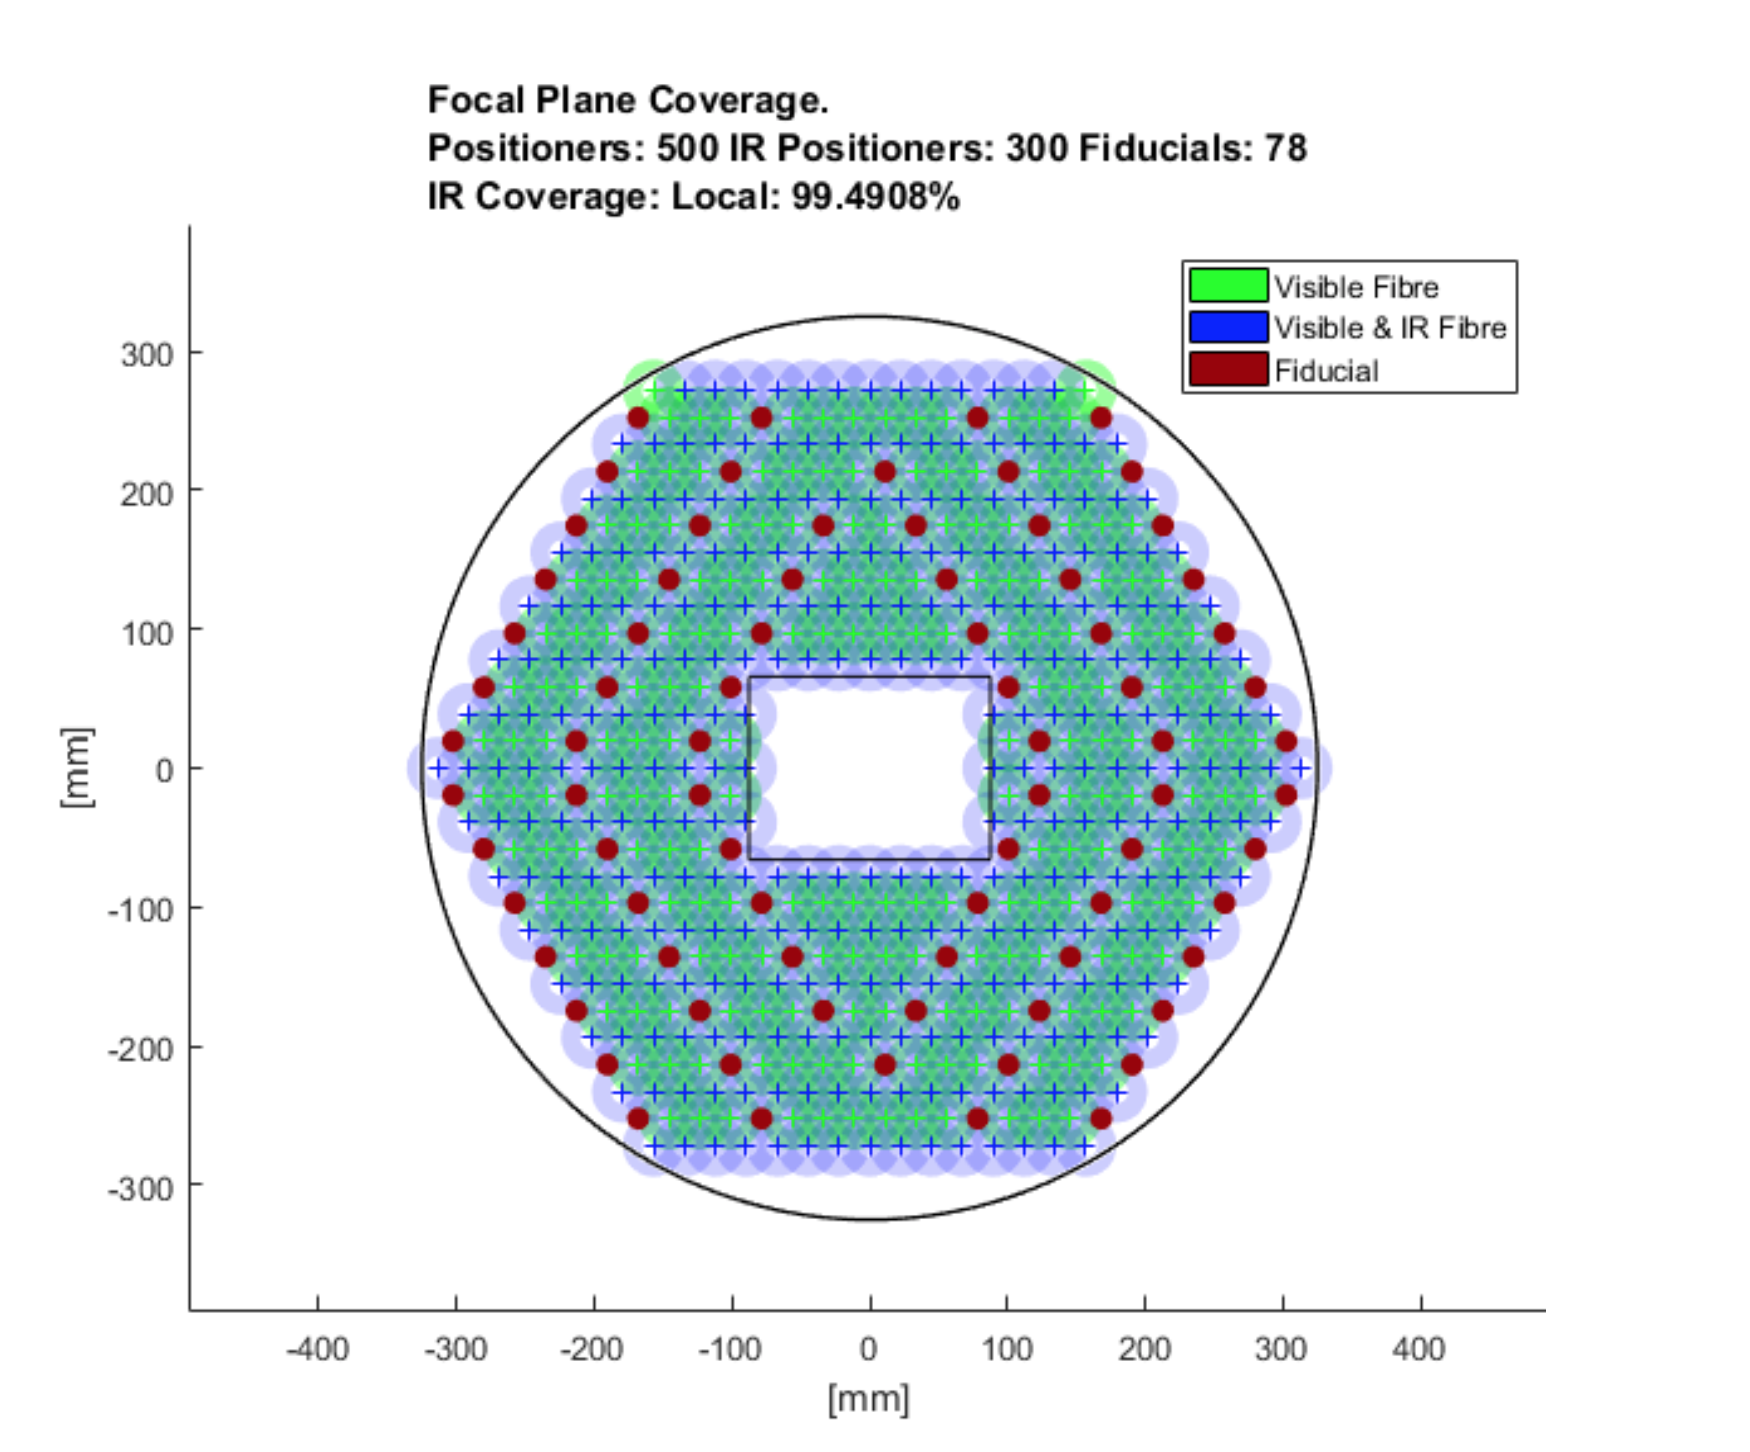 Focal Plane Coverage.
Positioners: 500 IR Positioners: 300 Fiducials: 78
IR Coverage: Local: 99.4908%
Visible Fibre
Visible & IR Fibre
Fiducial
300
200
100
0
-100
-200
-300
[mm]
-400 -300 -200 -100 0 100 200 300 400
[mm]